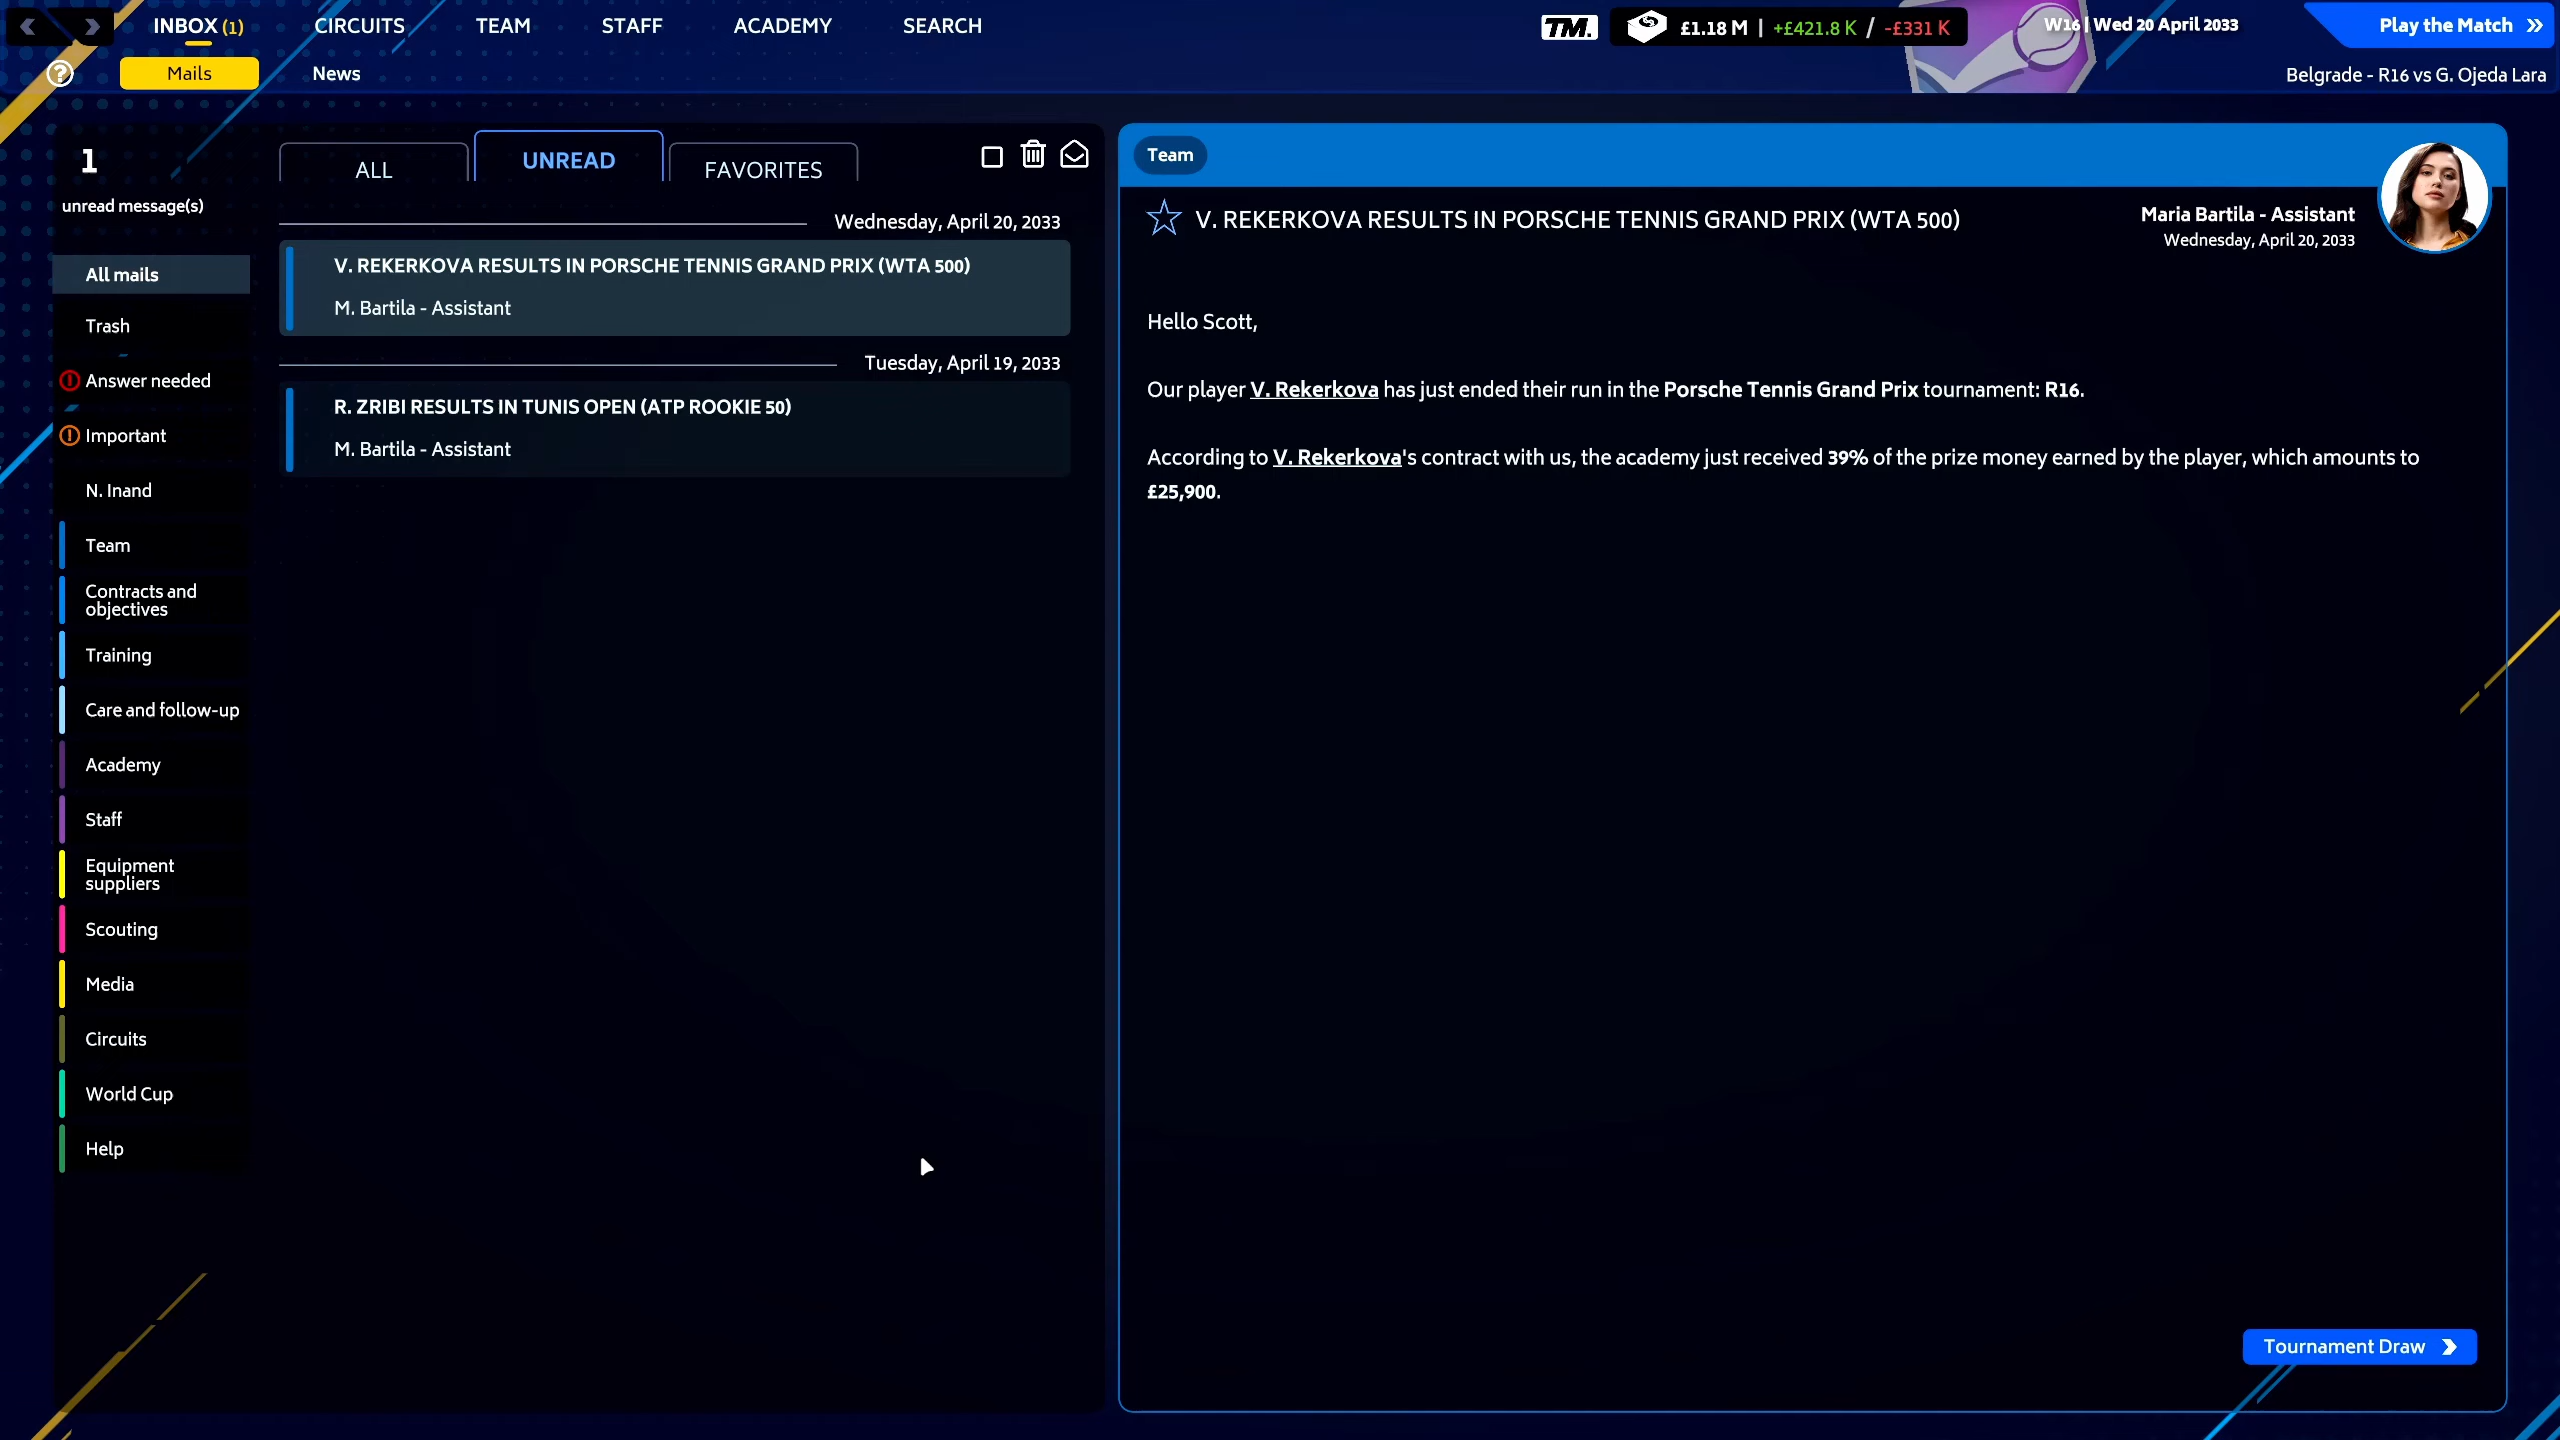 INBOX (1)
CIRCUITS
TEAM
STAFF
ACADEMY
SEARCH
TM.
£1.18 M | +£421.8 K / -£331 K
W16 | Wed 20 April 2033
Play the Match
Mails
News
Belgrade - R16 vs G. Ojeda Lara
1
unread message(s)
All mails
Trash
Answer needed
Important
N. Inand
Team
Contracts and
objectives
Training
Care and follow-up
Academy
Staff
Equipment
suppliers
Scouting
Media
Circuits
World Cup
Help
ALL
UNREAD
FAVORITES
Wednesday, April 20, 2033
V. REKERKOVA RESULTS IN PORSCHE TENNIS GRAND PRIX (WTA 500)
M. Bartila - Assistant
Tuesday, April 19, 2033
R. ZRIBI RESULTS IN TUNIS OPEN (ATP ROOKIE 50)
M. Bartila - Assistant
Team
V. REKERKOVA RESULTS IN PORSCHE TENNIS GRAND PRIX (WTA 500)
Maria Bartila - Assistant
Wednesday, April 20, 2033
Hello Scott,
Our player V. Rekerkova has just ended their run in the Porsche Tennis Grand Prix tournament: R16.
According to V. Rekerkova's contract with us, the academy just received 39% of the prize money earned by the player, which amounts to
£25,900.
Tournament Draw